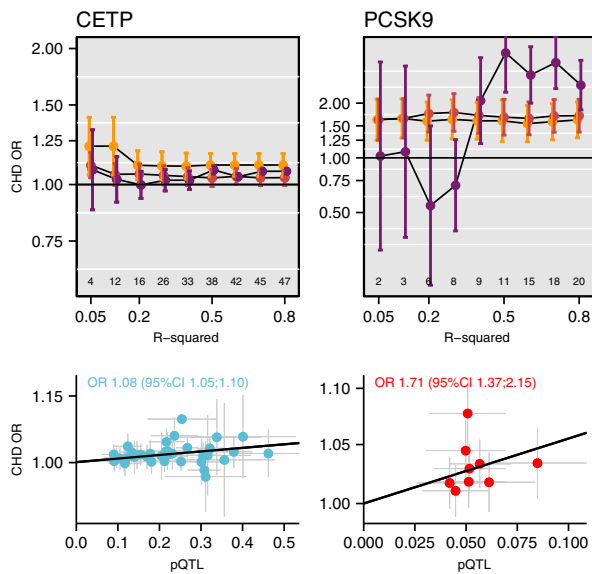 CETP
PCSK9
2.00
1.50
1.25
1.00
0.75
CHD OR
4 12 16 26 33 38 42 45 47
0.05 0.2 0.5 0.8
R-squared
2.00
1.50
1.25
1.00
0.75
0.50
2 3 6 8 9 11 15 18 20
0.05 0.2 0.5 0.8
R-squared
OR 1.08 (95%CI 1.05;1.10)
1.15
1.00
CHD OR
0.0 0.1 0.2 0.3 0.4 0.5
pQTL
OR 1.71 (95%CI 1.37;2.15)
1.10
1.05
1.00
0.000 0.025 0.050 0.075 0.100
pQTL